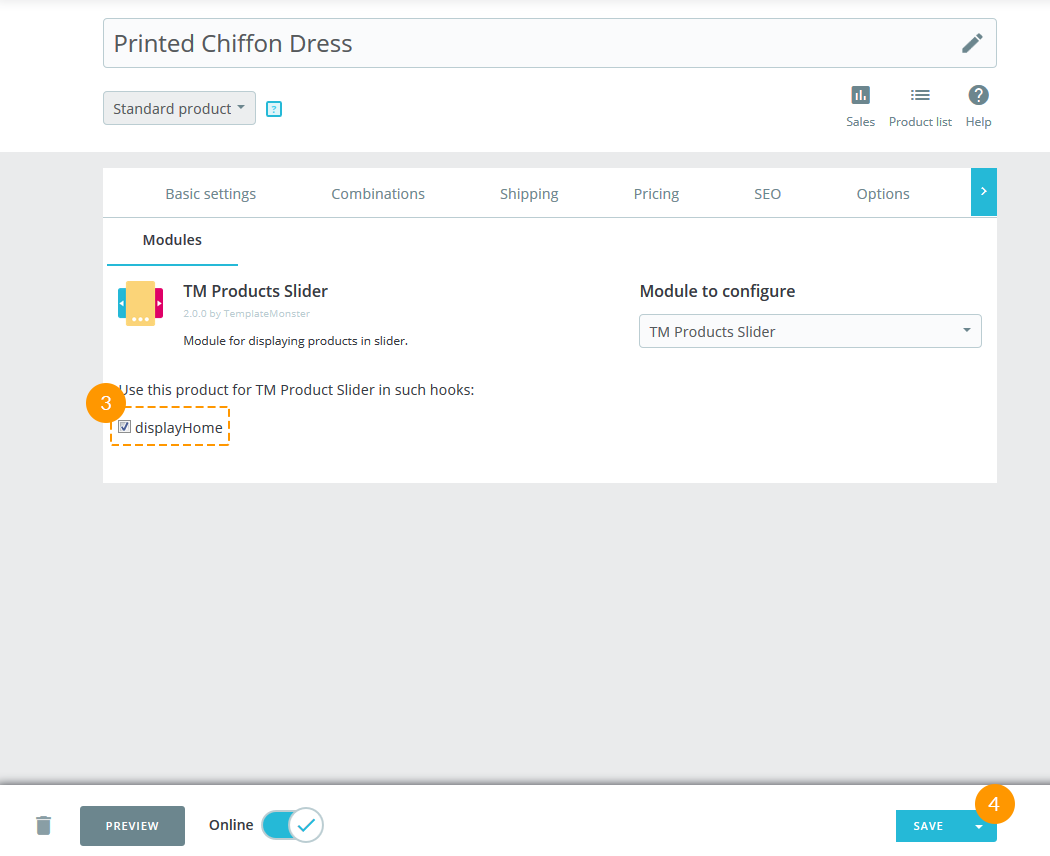 Printed Chiffon Dress
Standard product
?
Sales
Product list
?
Help
Basic settings
Combinations
Shipping
Pricing
SEO
Options
Modules
TM Products Slider
2.0.0 by TemplateMonster
Module for displaying products in slider.
Module to configure
TM Products Slider
Use this product for TM Product Slider in such hooks:
3
displayHome
4
PREVIEW
Online
SAVE